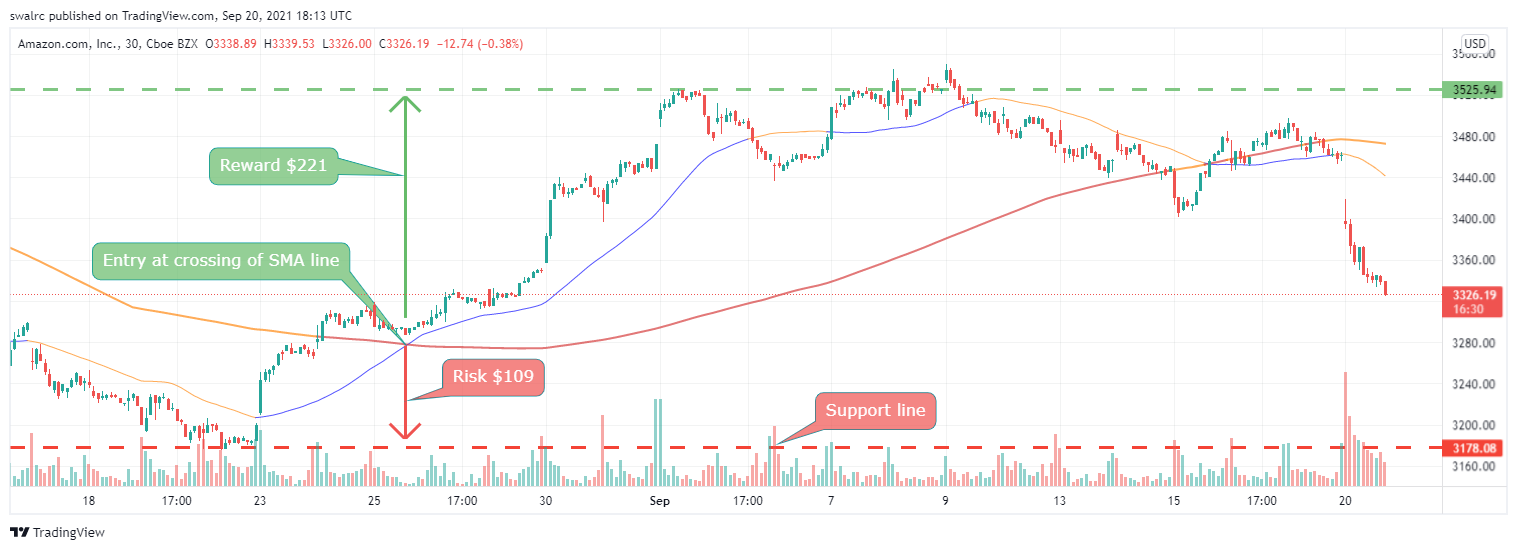 swalrc published on TradingView.com, Sep 20, 2021 18:13 UTC
Amazon.com, Inc., 30, Cboe BZX O3338.89 H3339.53 L3326.00 C3326.19 −12.74 (−0.38%)
USD
3525.94
3480.00
Reward $221
3440.00
3400.00
Entry at crossing of SMA line
3360.00
3326.19
16:30
3280.00
Risk $109
3240.00
Support line
3200.00
3178.08
3160.00
18 17:00 23 25 17:00 30 Sep 17:00 7 9 13 15 17:00 20
TradingView